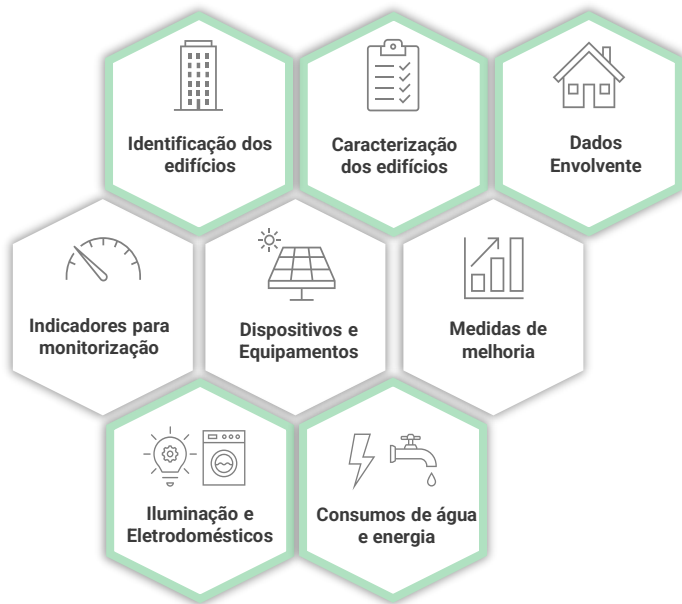 Identificação dos
edifícios
Caracterização
dos edifícios
Dados
Envolvente
Indicadores para
monitorização
Dispositivos e
Equipamentos
Medidas de
melhoria
Iluminação e
Eletrodomésticos
Consumos de água
e energia